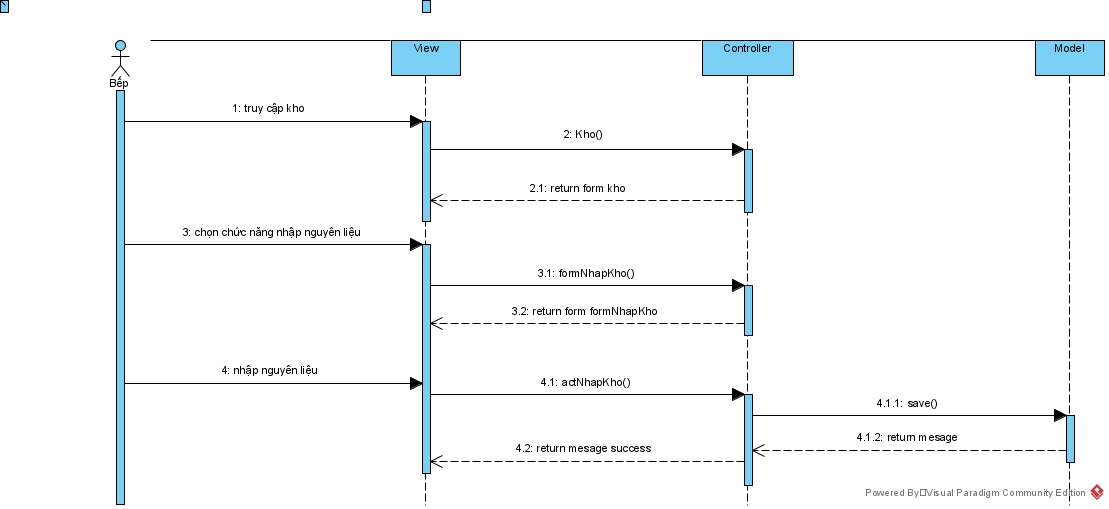 View
Controller
Model
Bếp
1: truy cập kho
2: Kho()
2.1: return form kho
3: chọn chức năng nhập nguyên liệu
3.1: formNhapKho()
3.2: return form formNhapKho
4: nhập nguyên liệu
4.1: actNhapKho()
4.1.1: save()
4.1.2: return mesage
4.2: return mesage success
Powered By□Visual Paradigm Community Edition